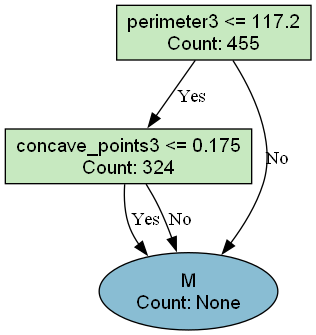 perimeter3 <= 117.2
Count: 455
Yes
No
concave_points3 <= 0.175
Count: 324
Yes
No
M
Count: None